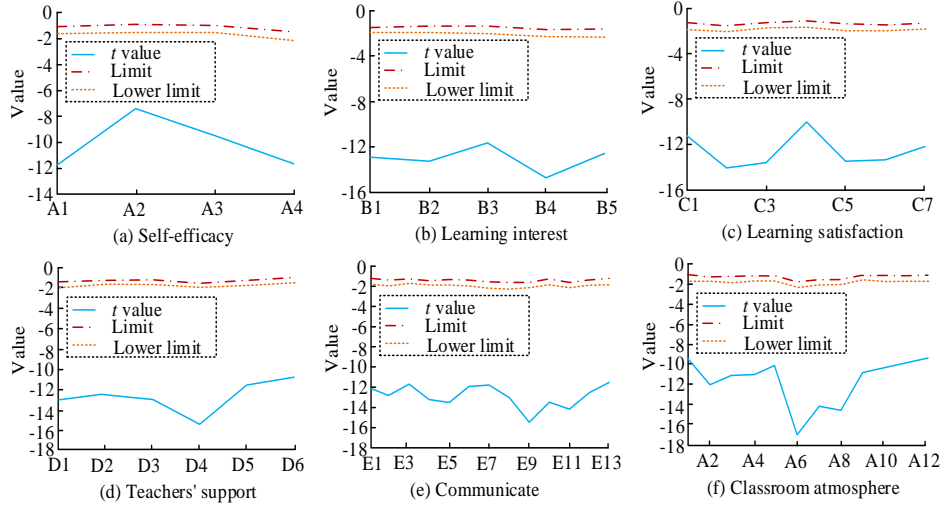 0
-2
-4
-6
-8
-10
-12
-14
Value
t value
Limit
Lower limit
A1 A2 A3 A4
(a) Self-efficacy
0
-4
-8
-12
-16
Value
t value
Limit
Lower limit
B1 B2 B3 B4 B5
(b) Learning interest
0
-4
-8
-12
-16
Value
t value
Limit
Lower limit
C1 C3 C5 C7
(c) Learning satisfaction
0
-2
-4
-6
-8
-10
-12
-14
-16
-18
Value
t value
Limit
Lower limit
D1 D2 D3 D4 D5 D6
(d) Teachers' support
0
-2
-4
-6
-8
-10
-12
-14
-16
-18
Value
t value
Limit
Lower limit
E1 E3 E5 E7 E9 E11 E13
(e) Communicate
0
-2
-4
-6
-8
-10
-12
-14
-16
-18
Value
t value
Limit
Lower limit
A2 A4 A6 A8 A10 A12
(f) Classroom atmosphere